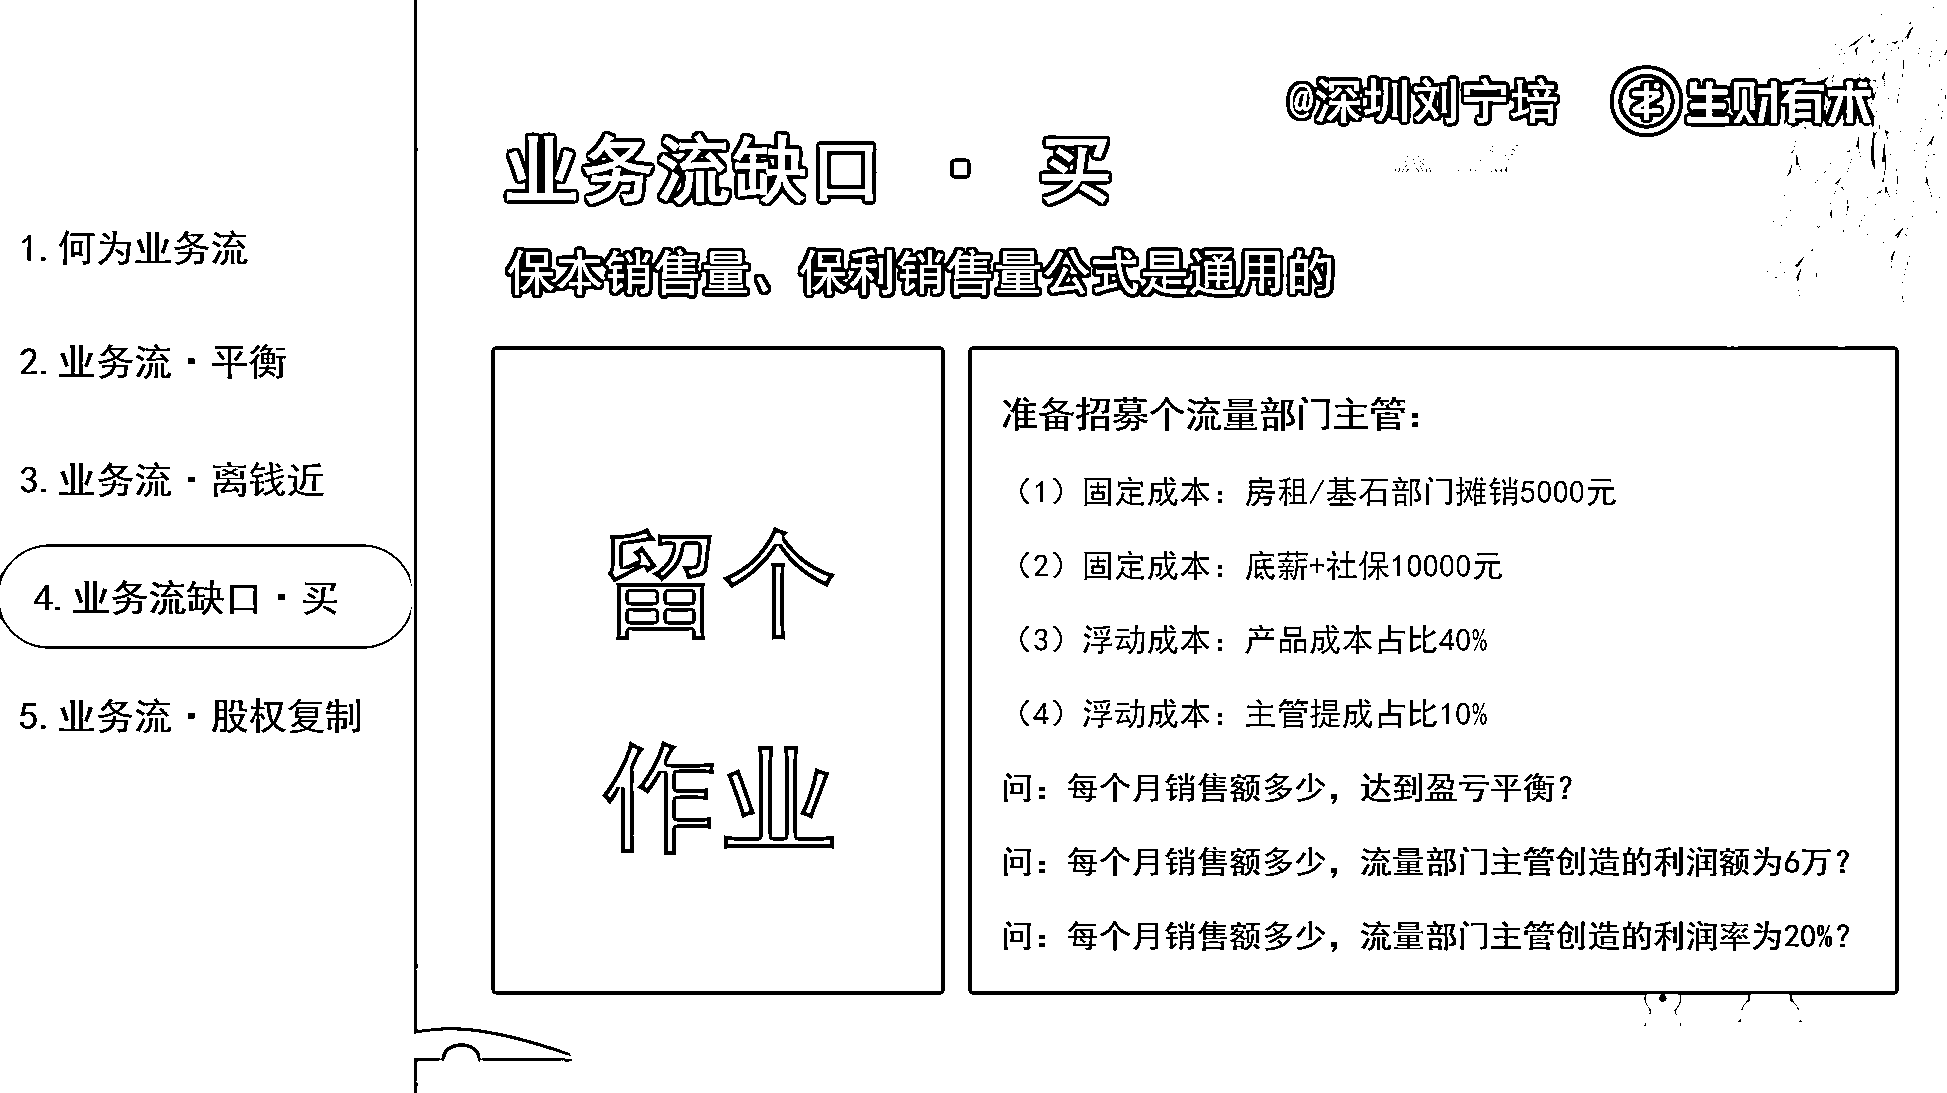 @深圳刘宁培
生财有术
业务流缺口 · 买
保本销售量、保利销售量公式是通用的
1.何为业务流
2.业务流·平衡
3.业务流·离钱近
4.业务流缺口·买
5.业务流·股权复制
留个
作业
准备招募个流量部门主管：
（1）固定成本：房租/基石部门摊销5000元
（2）固定成本：底薪+社保10000元
（3）浮动成本：产品成本占比40%
（4）浮动成本：主管提成占比10%
问：每个月销售额多少，达到盈亏平衡？
问：每个月销售额多少，流量部门主管创造的利润额为6万？
问：每个月销售额多少，流量部门主管创造的利润率为20%？